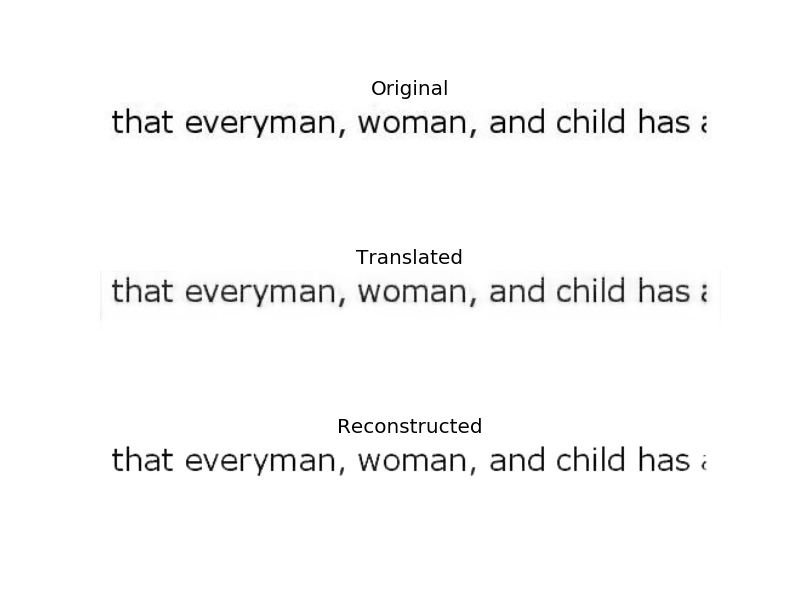 Original
that everyman, woman, and child has
Translated
that everyman, woman, and child has
Reconstructed
that everyman, woman, and child has